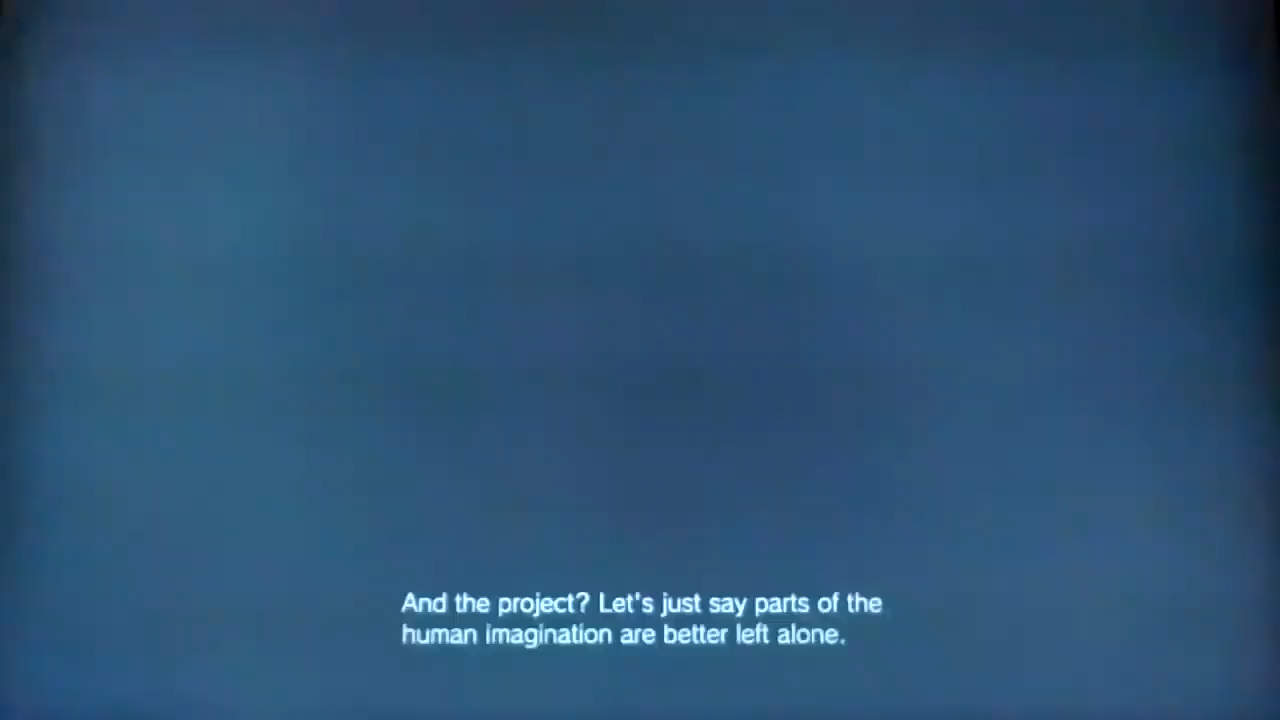 And the project? Let's just say parts of the
human imagination are better left alone.